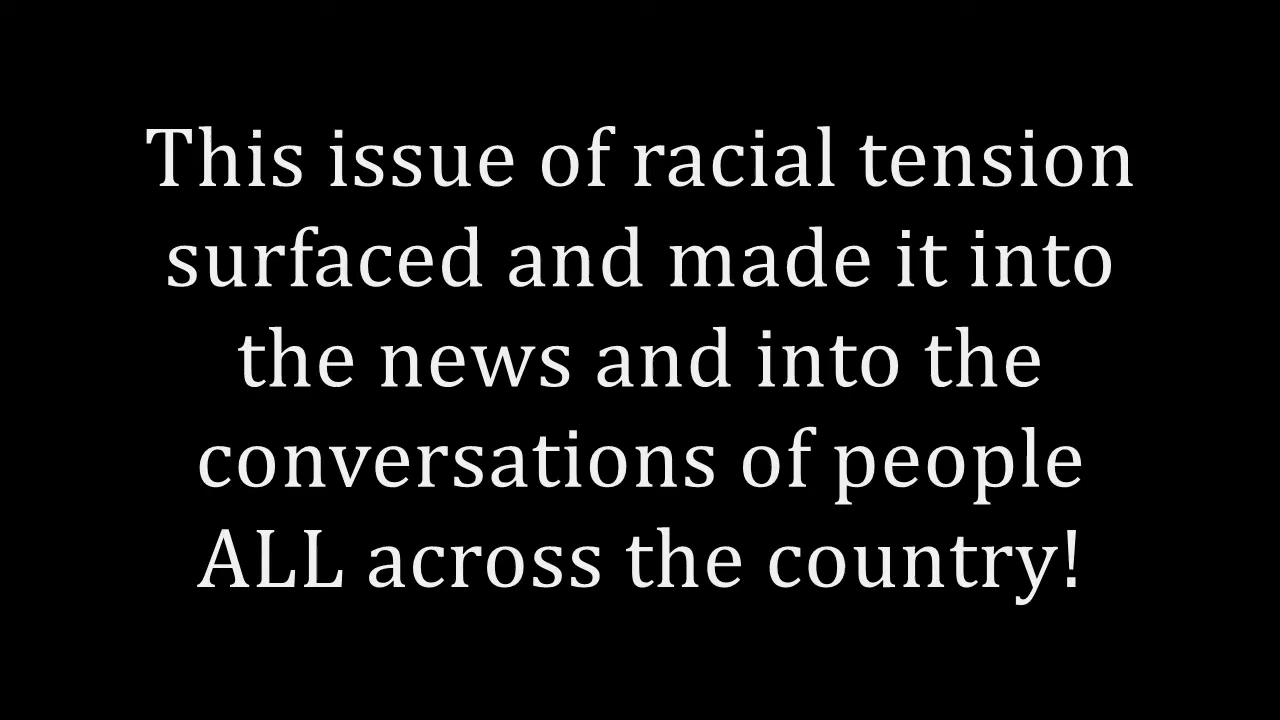 This issue of racial tension
surfaced and made it into
the news and into the
conversations of people
ALL across the country!